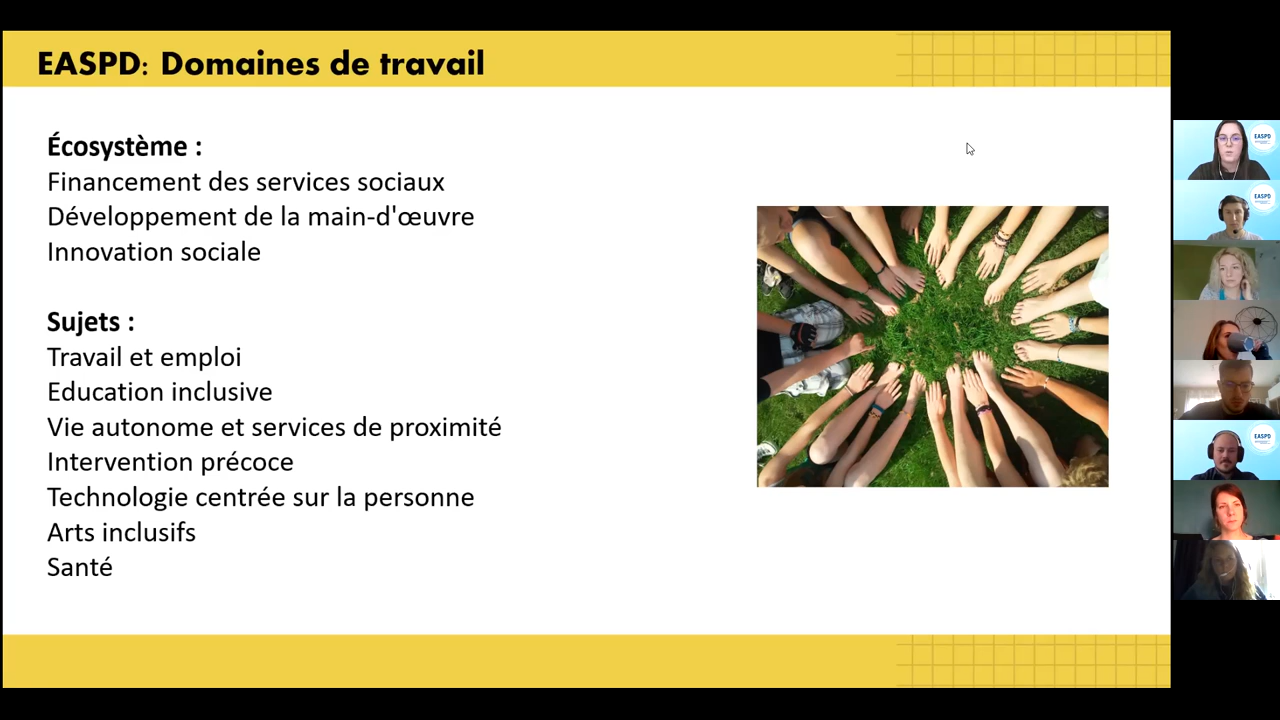 EASPD: Domaines de travail
Écosystème :
Financement des services sociaux
Développement de la main-d'œuvre
Innovation sociale
Sujets :
Travail et emploi
Education inclusive
Vie autonome et services de proximité
Intervention précoce
Technologie centrée sur la personne
Arts inclusifs
Santé
EASPD
EASPD
EASPD